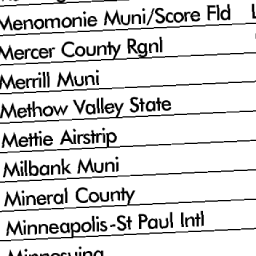 Menomonie Muni/Score Fld
Mercer County Rgnl
Merrill Muni
Methow Valley State
Mettie Airstrip
Milbank Muni
Mineral County
Minneapolis-St Paul Intl